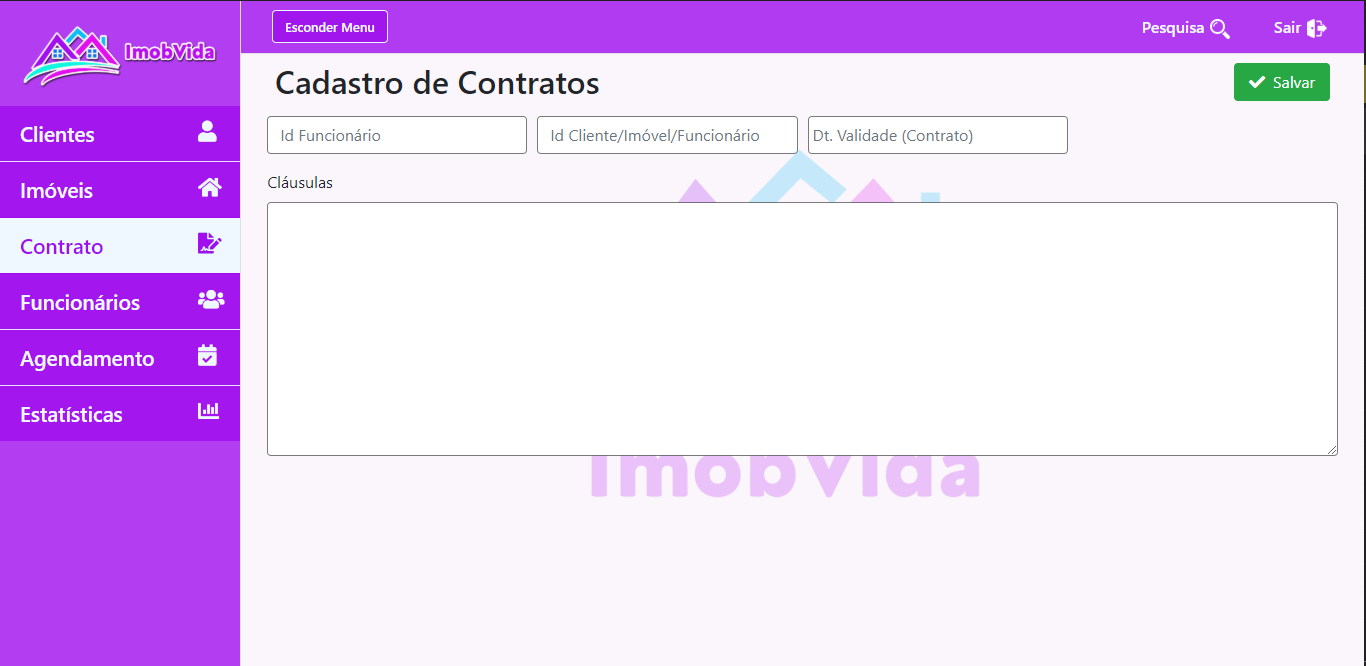 ImobVida
Esconder Menu
Pesquisa
Sair
Cadastro de Contratos
Salvar
Clientes
Imóveis
Contrato
Funcionários
Agendamento
Estatísticas
Id Funcionário
Id Cliente/Imóvel/Funcionário
Dt. Validade (Contrato)
Cláusulas
ImobVida